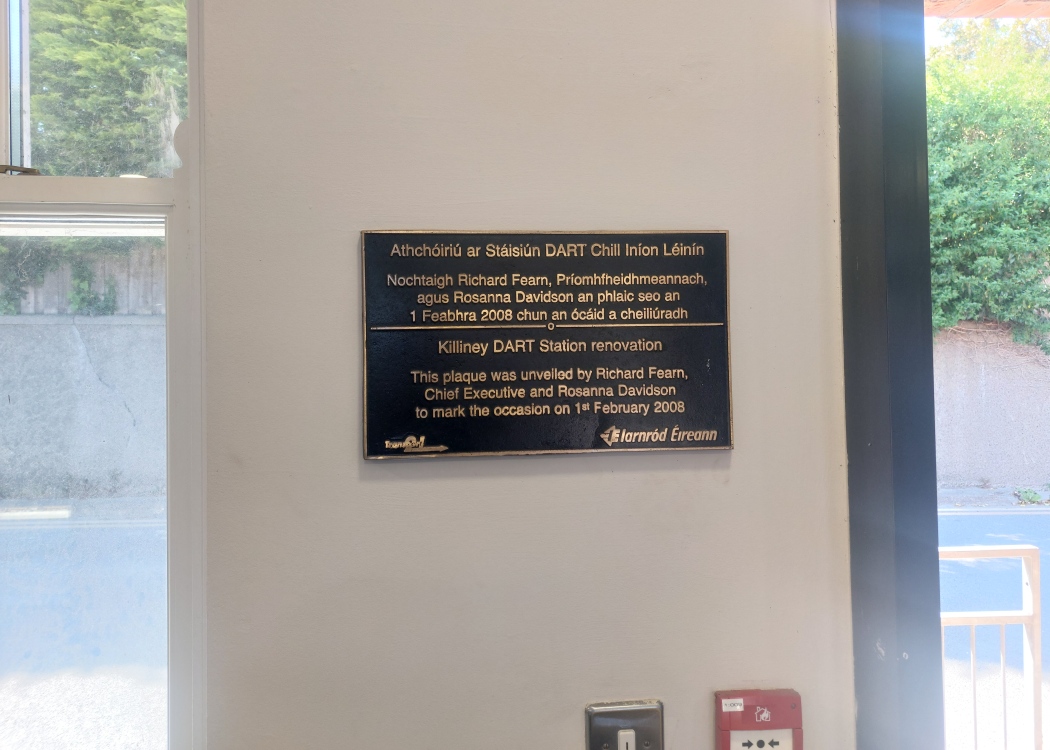 Athchóiriú ar Stáisiún DART Chill Iníon Léinín
Nochtaigh Richard Fearn, Príomhfheidhmeannach,
agus Rosanna Davidson an phlaic seo an
1 Feabhra 2008 chun an ócáid a cheiliúradh
Killiney DART Station renovation
This plaque was unveiled by Richard Fearn,
Chief Executive and Rosanna Davidson
to mark the occasion on 1st February 2008
Iarnród Éireann